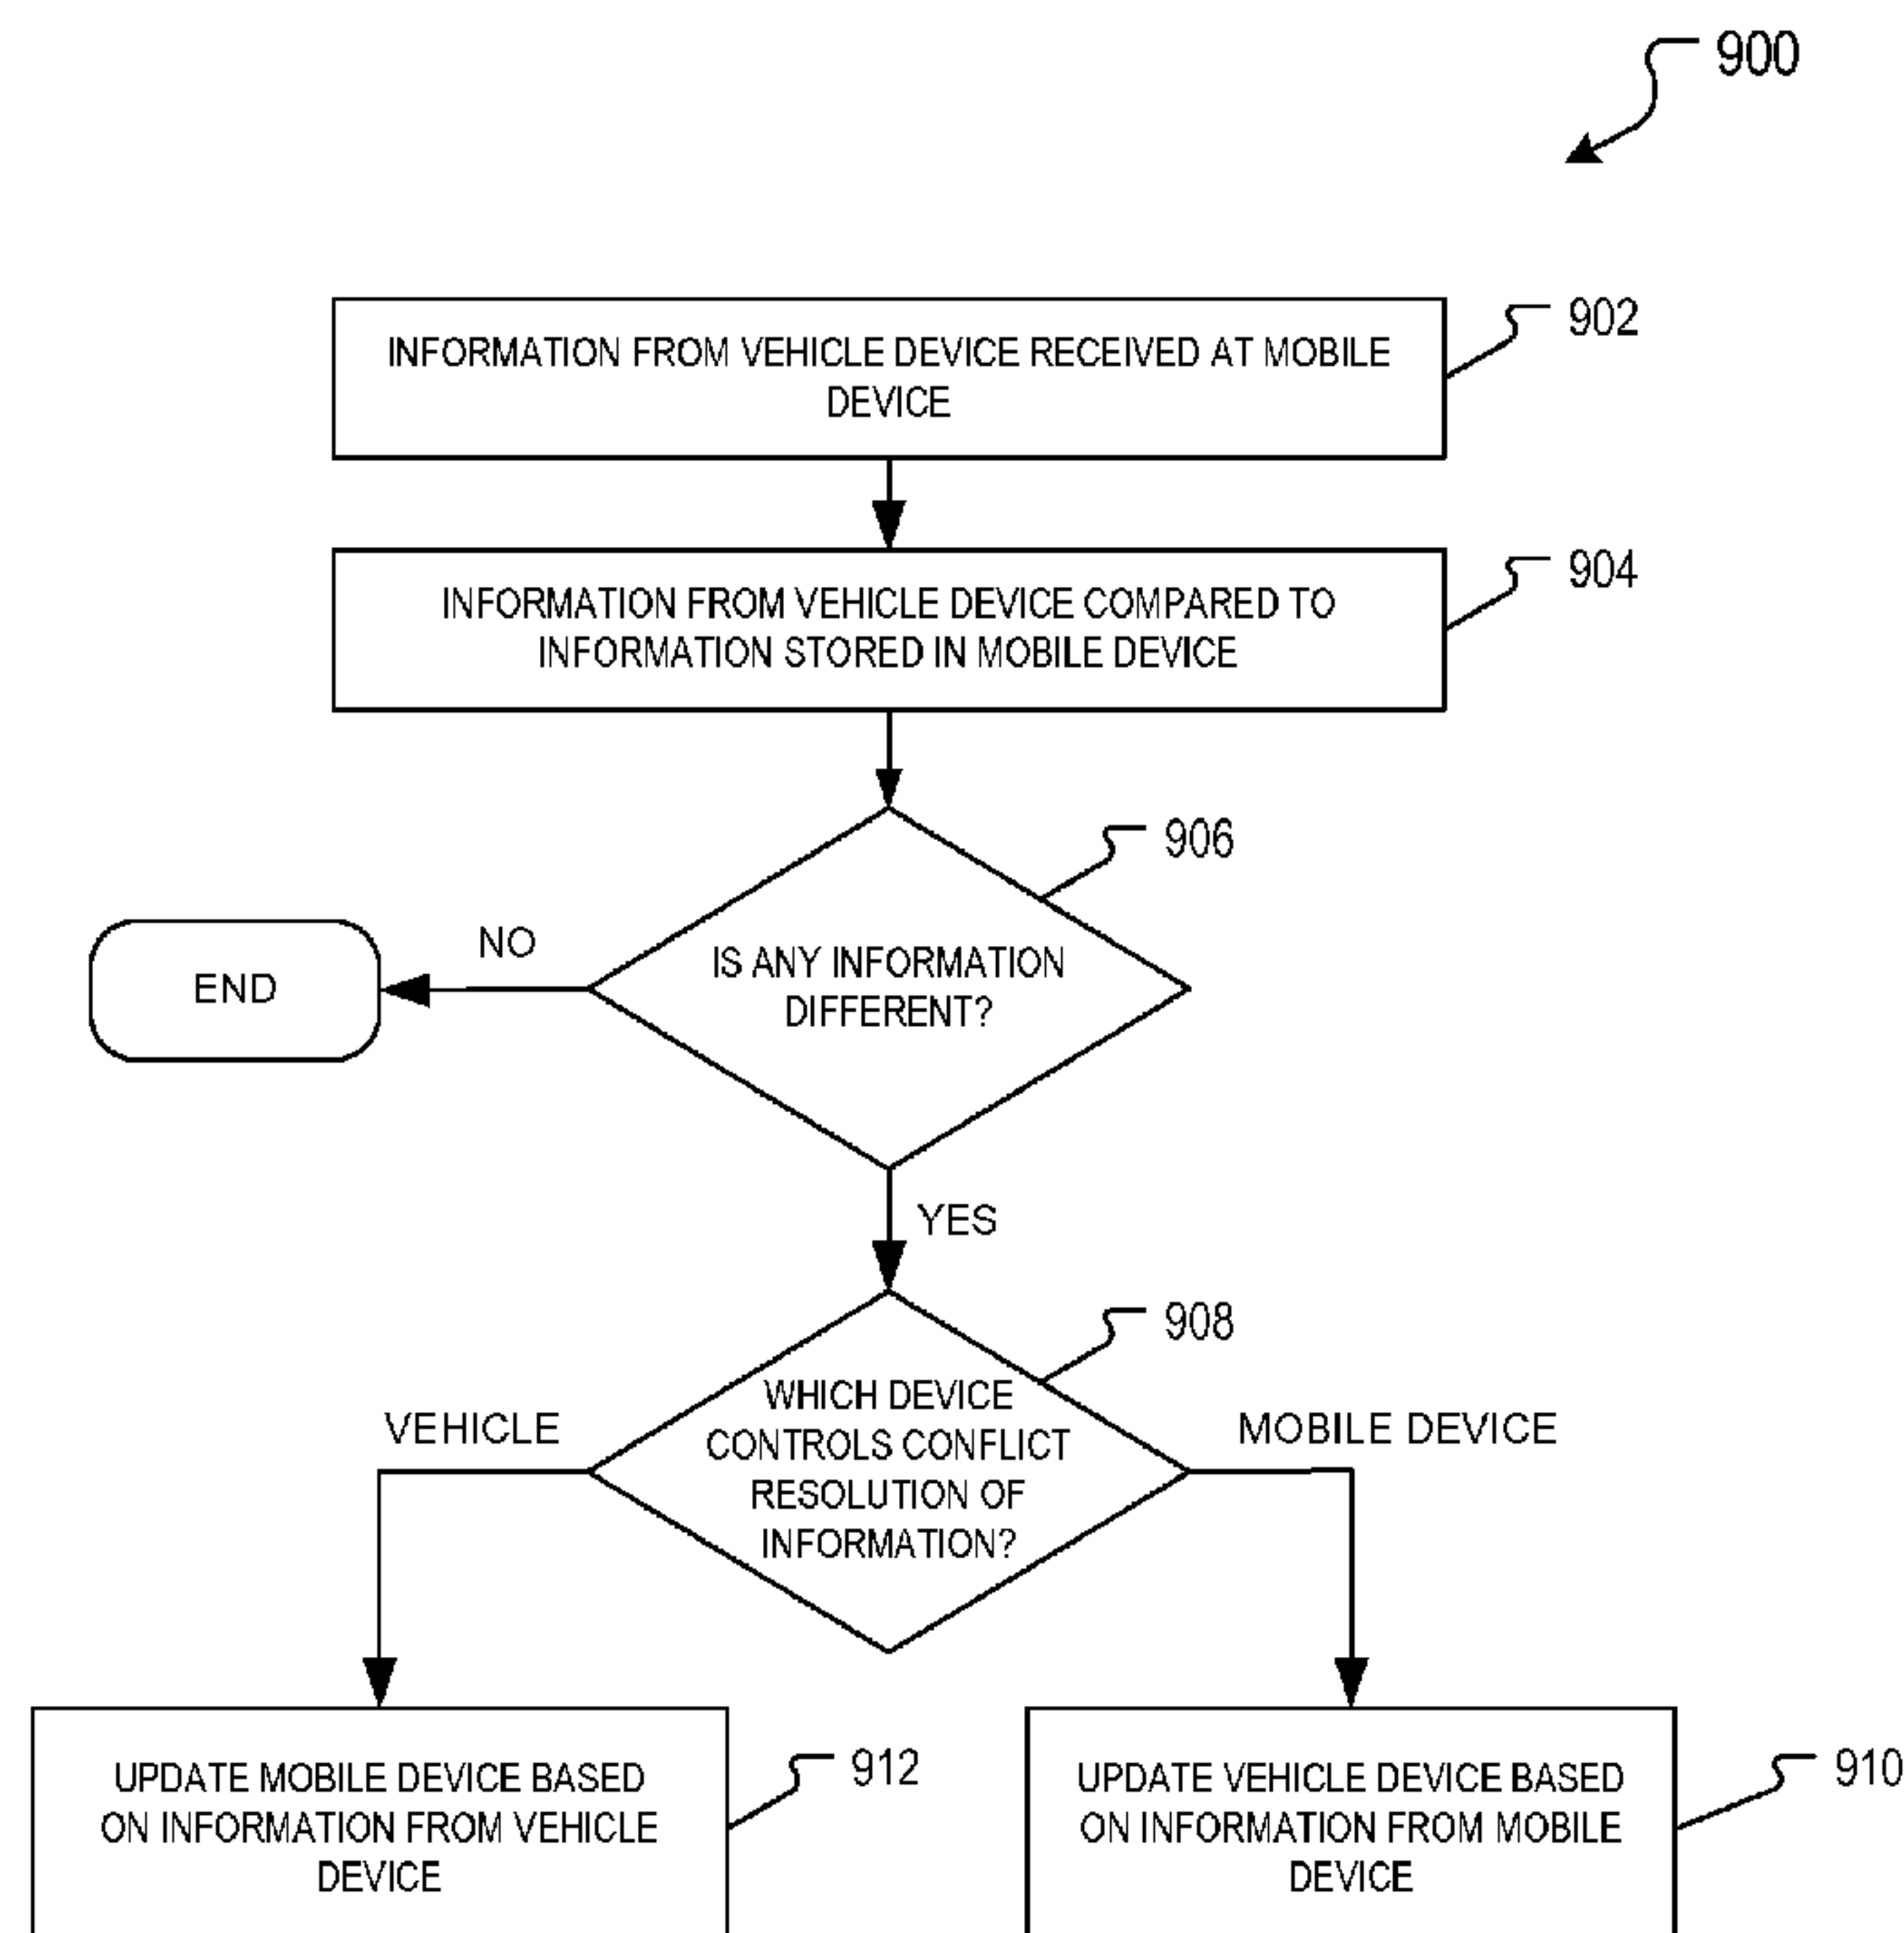 900
INFORMATION FROM VEHICLE DEVICE RECEIVED AT MOBILE
DEVICE
902
INFORMATION FROM VEHICLE DEVICE COMPARED TO
INFORMATION STORED IN MOBILE DEVICE
904
906
IS ANY INFORMATION
DIFFERENT?
NO
END
YES
908
WHICH DEVICE
CONTROLS CONFLICT
RESOLUTION OF
INFORMATION?
VEHICLE
MOBILE DEVICE
UPDATE MOBILE DEVICE BASED
ON INFORMATION FROM VEHICLE
DEVICE
912
UPDATE VEHICLE DEVICE BASED
ON INFORMATION FROM MOBILE
DEVICE
910